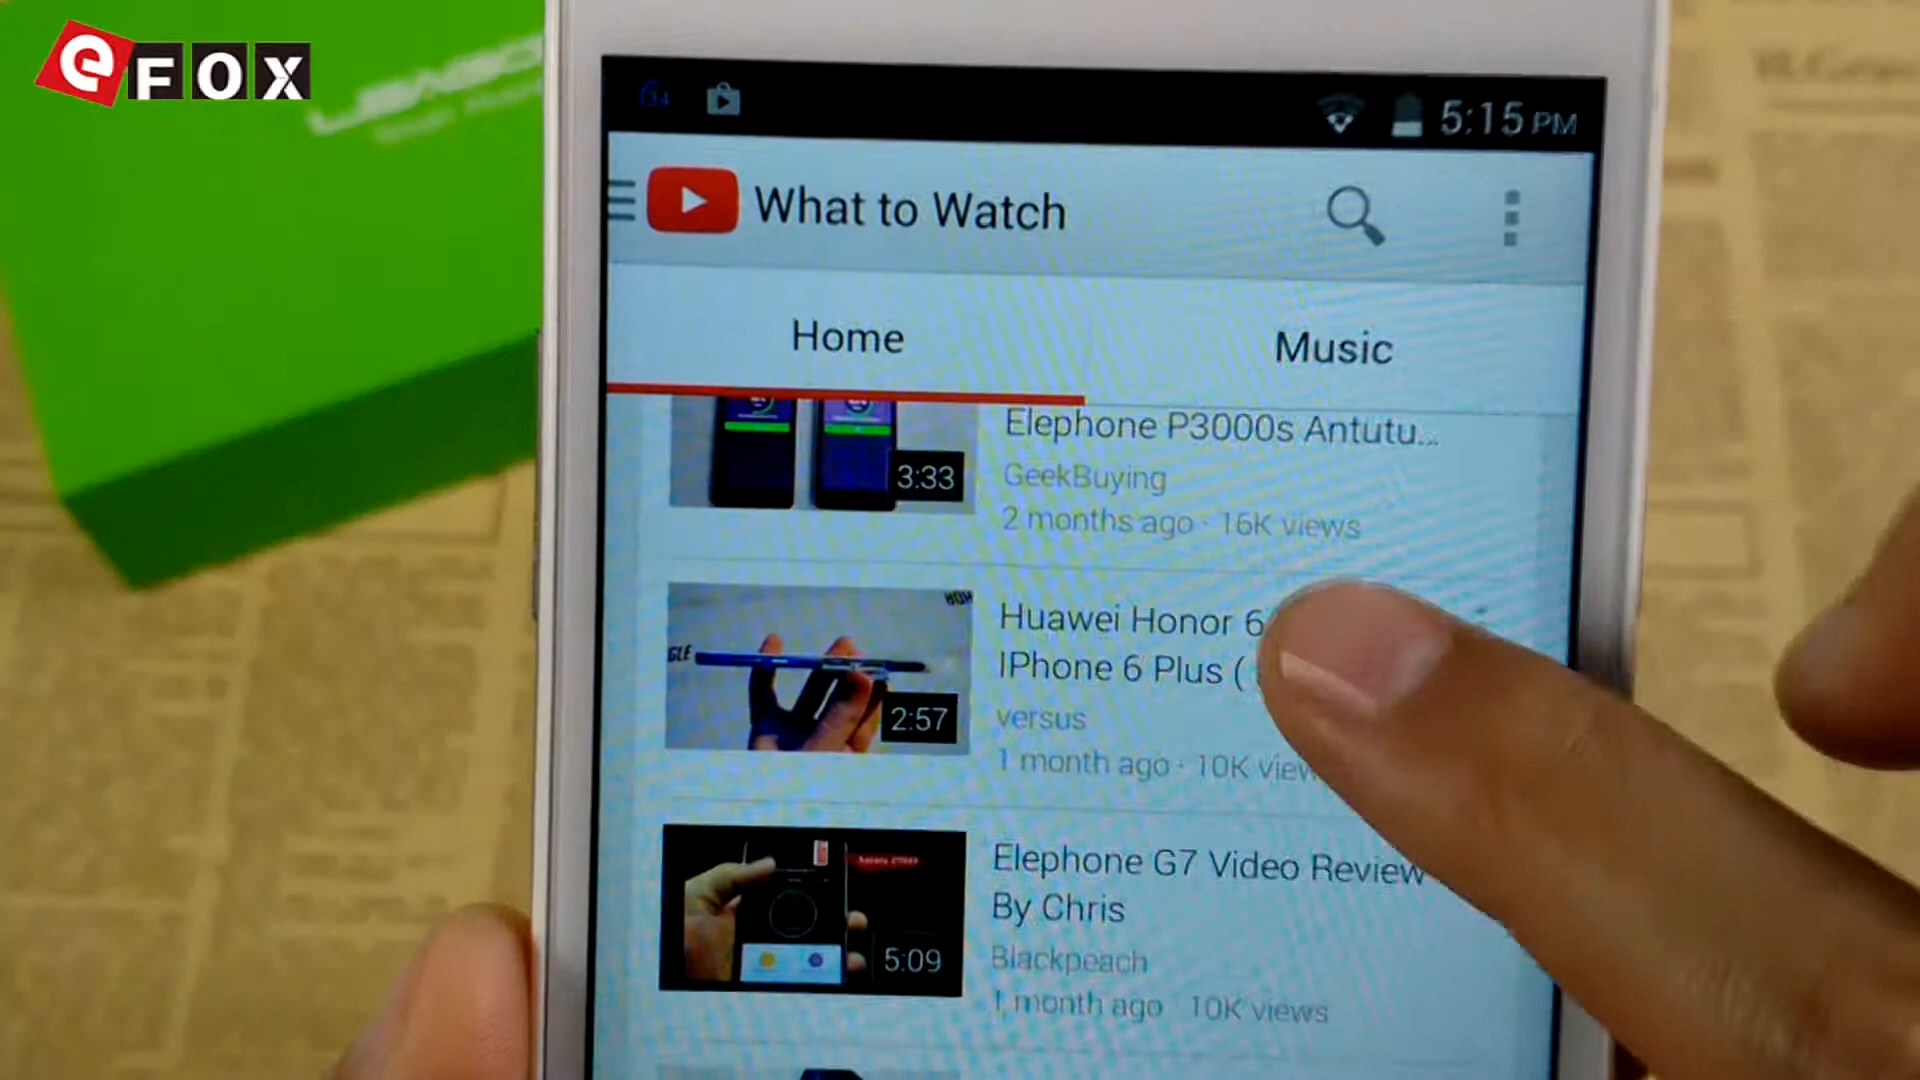 eFOX
5:15 PM
What to Watch
Home
Music
Elephone P3000s Antutu...
3:33
GeekBuying
2 months ago · 16K views
Huawei Honor 6
IPhone 6 Plus (
GLE
2:57
versus
1 month ago · 10K view
Elephone G7 Video Review
By Chris
5:09
Blackpeach
1 month ago 10K views